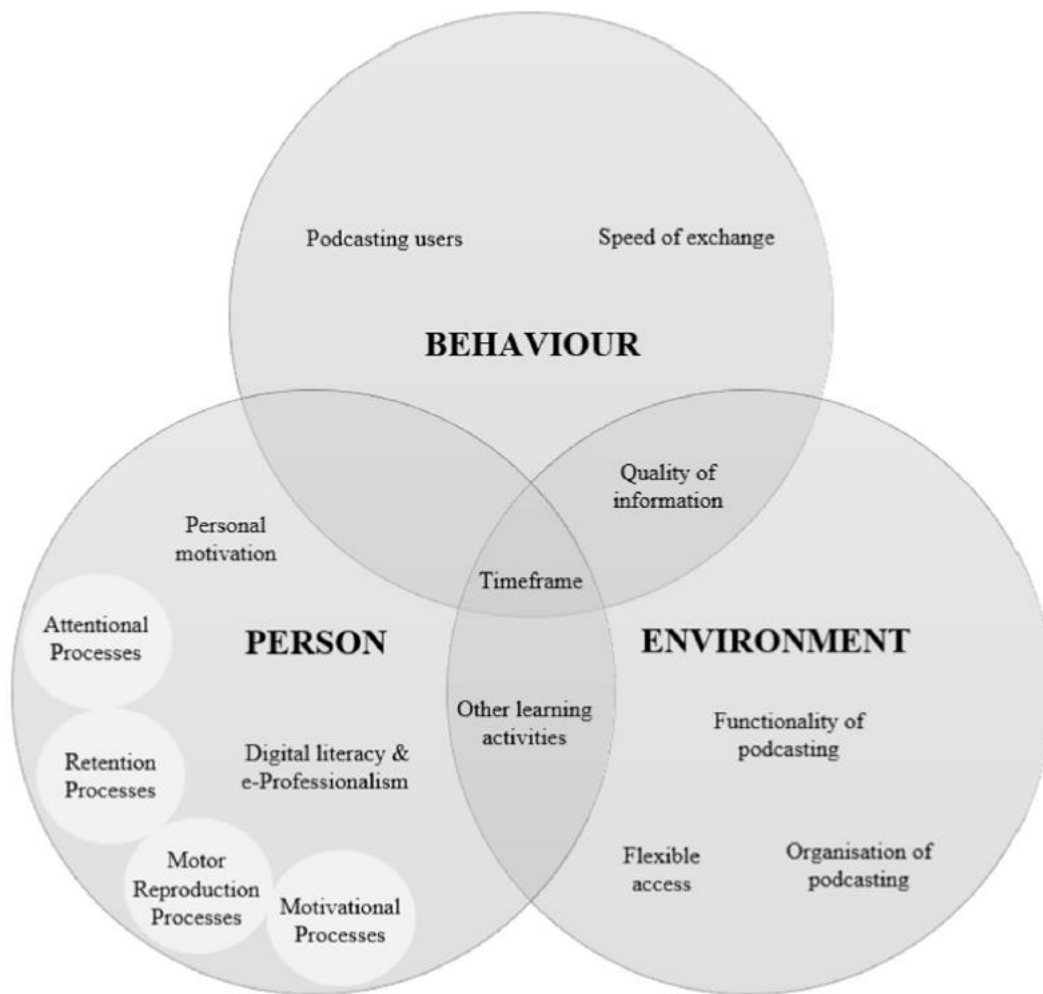 Podcasting users
Speed of exchange
BEHAVIOUR
Quality of
information
Personal
motivation
Timeframe
Attentional
Processes
PERSON
ENVIRONMENT
Other learning
activities
Functionality of
podcasting
Retention
Processes
Digital literacy &
e-Professionalism
Motor
Reproduction
Processes
Motivational
Processes
Flexible
access
Organisation of
podcasting